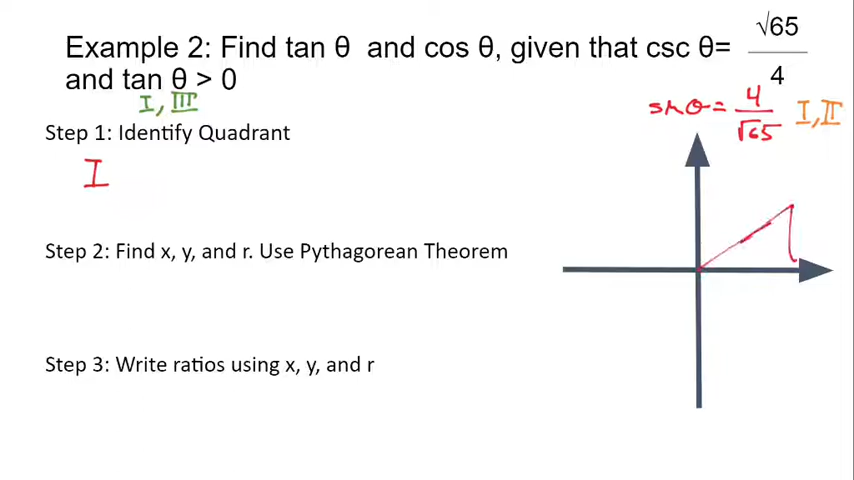 Example 2: Find tan θ and cos θ, given that csc θ= √65/4
and tan θ > 0
I, III
sin θ = 4/√65 I, II
Step 1: Identify Quadrant
I
Step 2: Find x, y, and r. Use Pythagorean Theorem
Step 3: Write ratios using x, y, and r